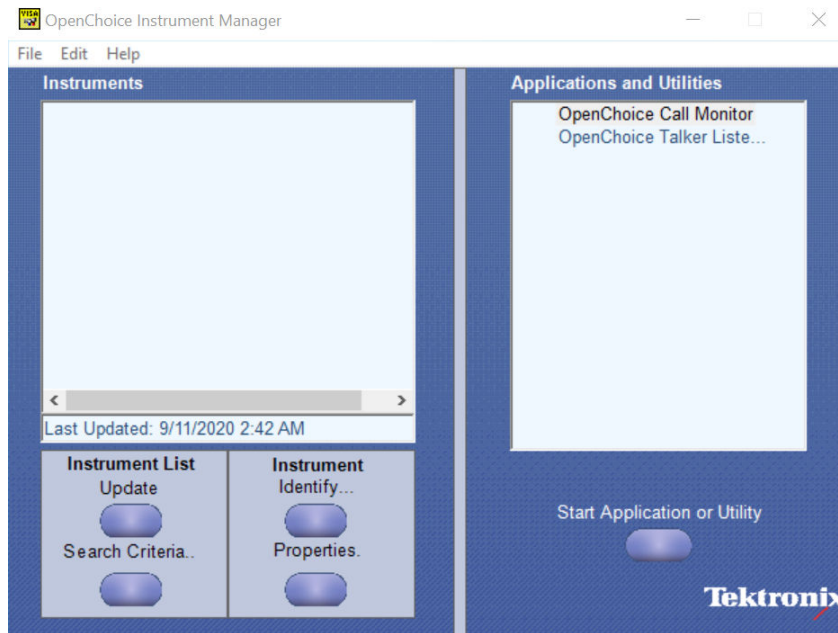 VISA
OpenChoice Instrument Manager
File Edit Help
Instruments
Last Updated: 9/11/2020 2:42 AM
Instrument List
Update
Search Criteria..
Instrument
Identify...
Properties.
Applications and Utilities
OpenChoice Call Monitor
OpenChoice Talker Liste...
Start Application or Utility
Tektronix